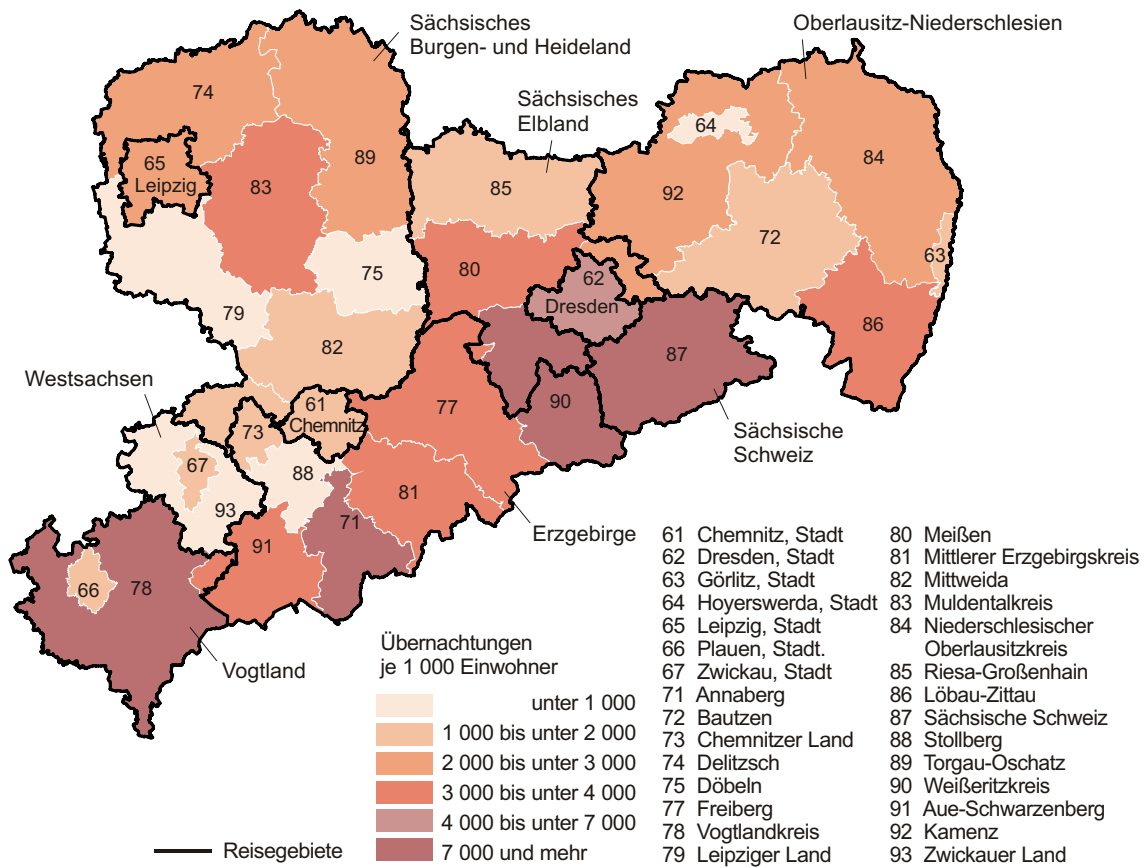 Sächsisches
Burgen- und Heideland
Oberlausitz-Niederschlesien
Sächsisches
Elbland
74
64
65
Leipzig
89
84
83
85
92
72
63
75
80
62
Dresden
79
86
82
87
Westsachsen
61
Chemnitz
77
90
73
Sächsische
Schweiz
67
88
81
93
71
Erzgebirge
91
66
78
Vogtland
Übernachtungen
je 1 000 Einwohner
unter 1 000
1 000 bis unter 2 000
2 000 bis unter 3 000
3 000 bis unter 4 000
4 000 bis unter 7 000
7 000 und mehr
Reisegebiete
61 Chemnitz, Stadt
62 Dresden, Stadt
63 Görlitz, Stadt
64 Hoyerswerda, Stadt
65 Leipzig, Stadt
66 Plauen, Stadt.
67 Zwickau, Stadt
71 Annaberg
72 Bautzen
73 Chemnitzer Land
74 Delitzsch
75 Döbeln
77 Freiberg
78 Vogtlandkreis
79 Leipziger Land
80 Meißen
81 Mittlerer Erzgebirgskreis
82 Mittweida
83 Muldentalkreis
84 Niederschlesischer
Oberlausitzkreis
85 Riesa-Großenhain
86 Löbau-Zittau
87 Sächsische Schweiz
88 Stollberg
89 Torgau-Oschatz
90 Weißeritzkreis
91 Aue-Schwarzenberg
92 Kamenz
93 Zwickauer Land